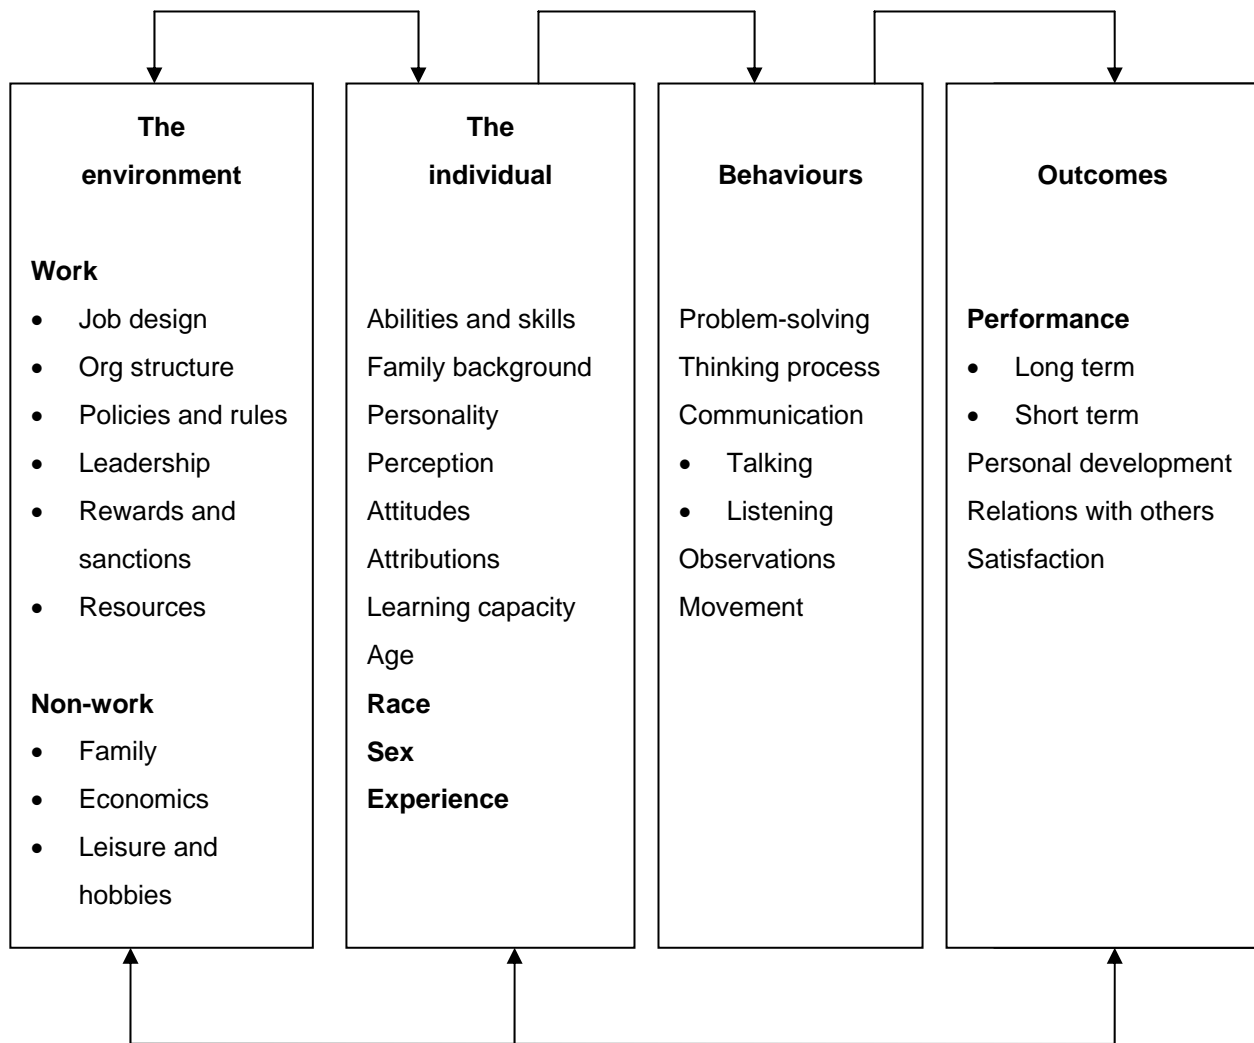 The
environment
Work
• Job design
• Org structure
• Policies and rules
• Leadership
• Rewards and
sanctions
• Resources
Non-work
• Family
• Economics
• Leisure and
hobbies
The
individual
Abilities and skills
Family background
Personality
Perception
Attitudes
Attributions
Learning capacity
Age
Race
Sex
Experience
Behaviours
Problem-solving
Thinking process
Communication
• Talking
• Listening
Observations
Movement
Outcomes
Performance
• Long term
• Short term
Personal development
Relations with others
Satisfaction